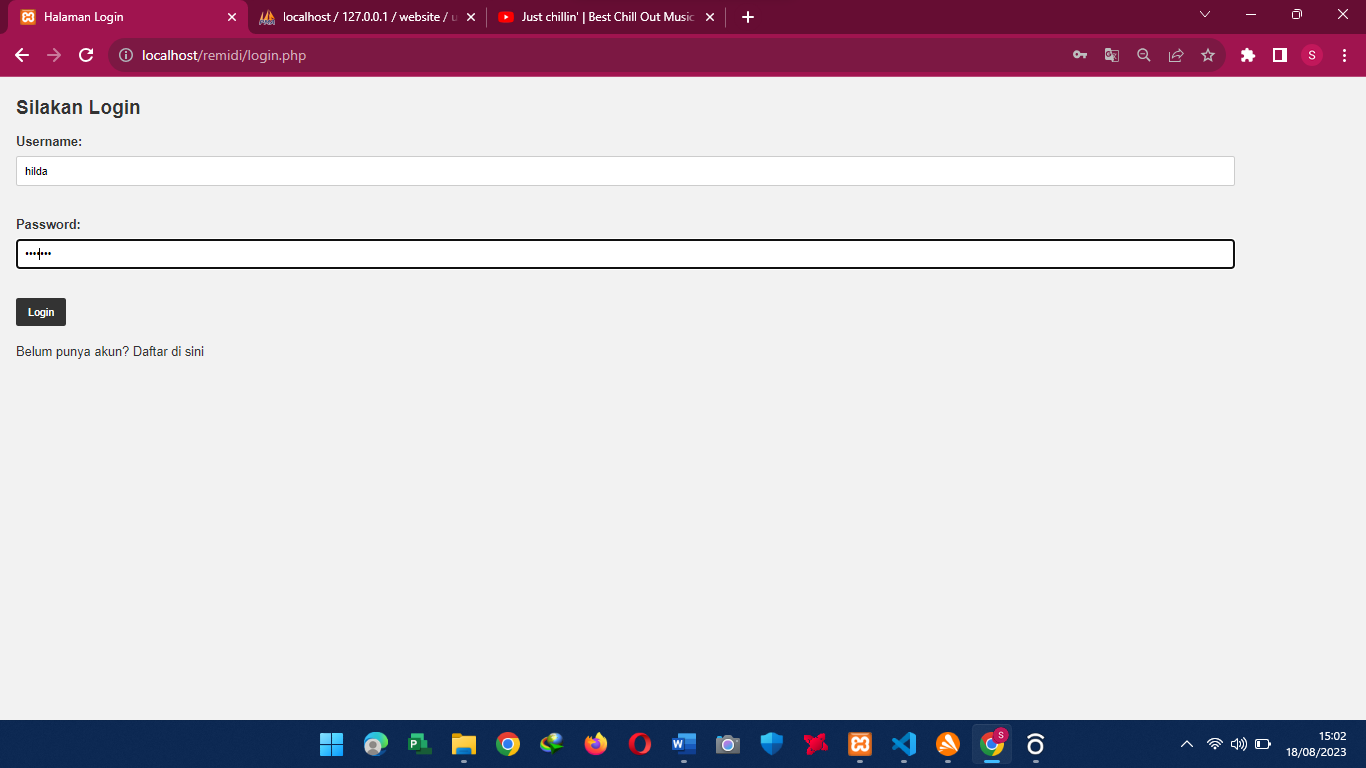 Halaman Login
localhost / 127.0.0.1 / website / u
Just chillin' | Best Chill Out Music
localhost/remidi/login.php
S
S
Silakan Login
Username:
hilda
Password:
•••••••
Login
Belum punya akun? Daftar di sini
15:02
18/08/2023